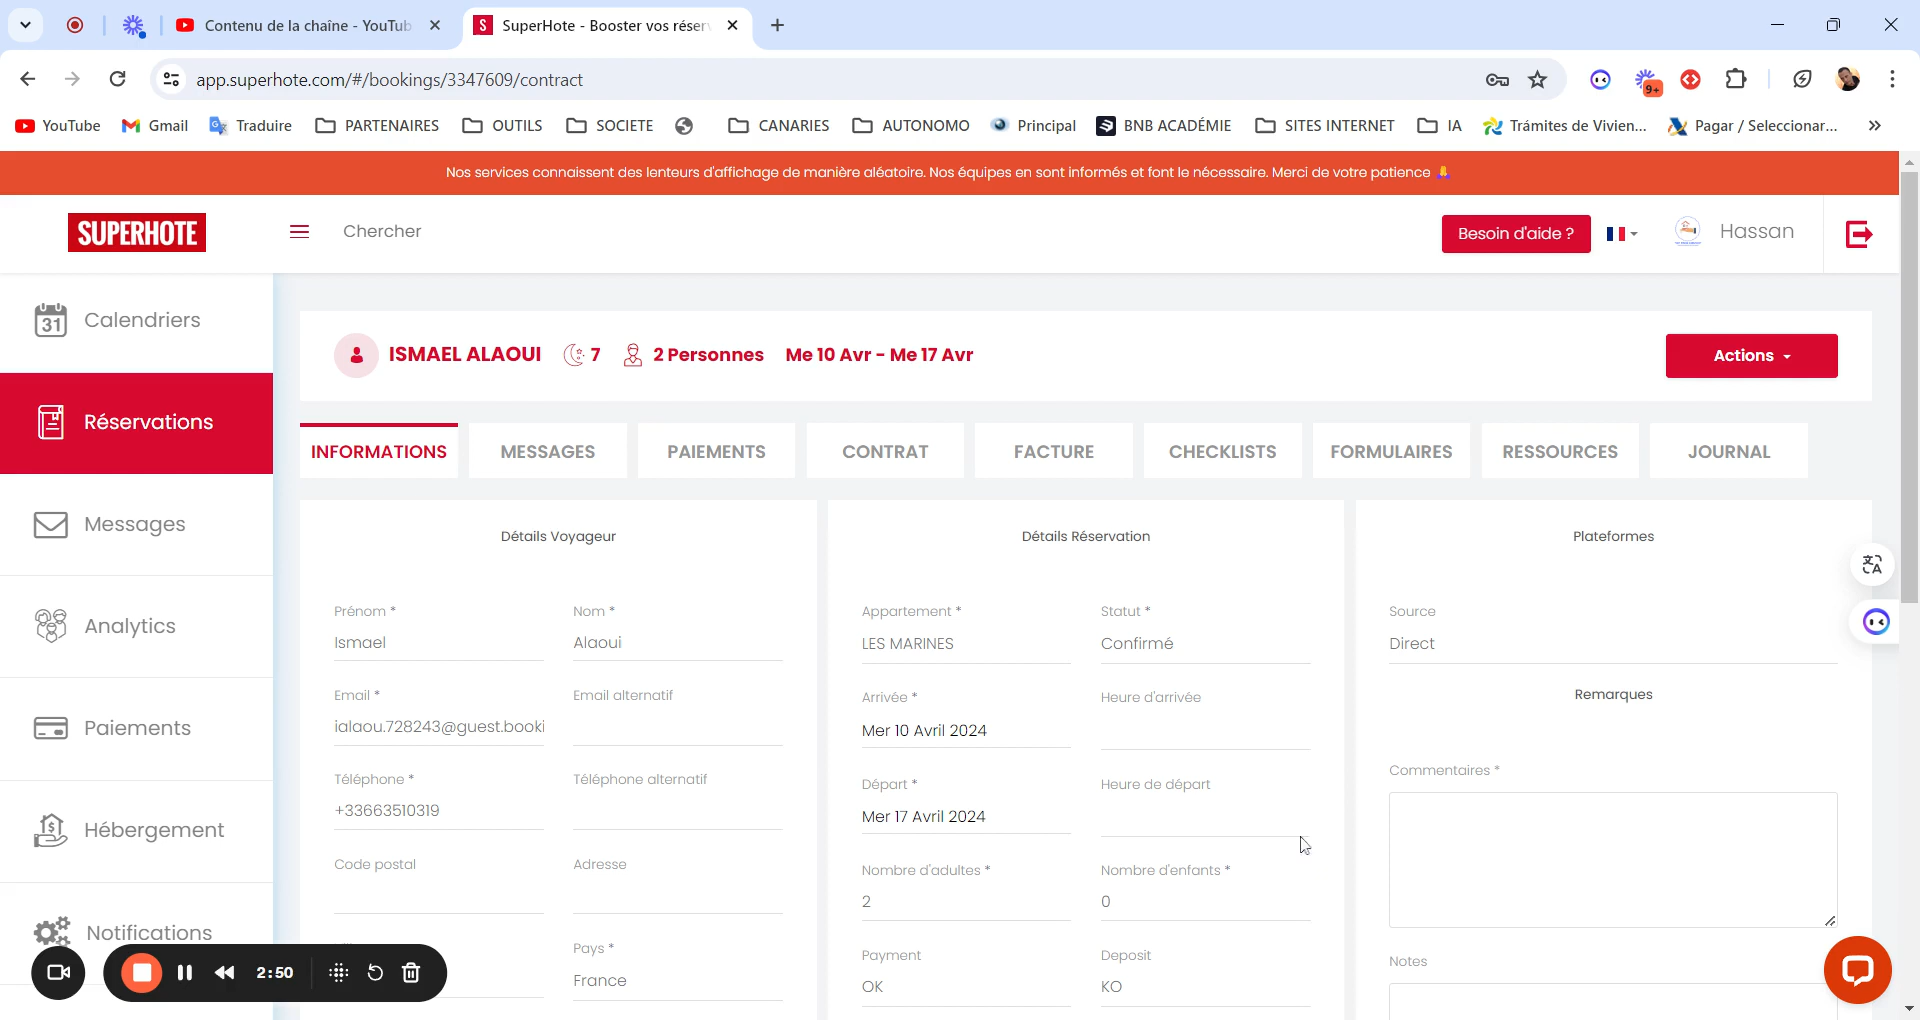 Contenu de la chaîne - YouTub
SuperHote - Booster vos réser
app.superhote.com/#/bookings/3347609/contract
9+
YouTube
Gmail
Traduire
PARTENAIRES
OUTILS
SOCIETE
CANARIES
AUTONOMO
Principal
BNB ACADÉMIE
SITES INTERNET
IA
Trámites de Vivien...
Pagar / Seleccionar...
Nos services connaissent des lenteurs d'affichage de manière aléatoire. Nos équipes en sont informés et font le nécessaire. Merci de votre patience 🙏
SUPERHOTE
Chercher
Besoin d'aide ?
Hassan
31
Calendriers
Réservations
Messages
Analytics
Paiements
Hébergement
Notifications
ISMAEL ALAOUI
7
2 Personnes
Me 10 Avr - Me 17 Avr
Actions
INFORMATIONS
MESSAGES
PAIEMENTS
CONTRAT
FACTURE
CHECKLISTS
FORMULAIRES
RESSOURCES
JOURNAL
Détails Voyageur
Prénom *
Ismael
Nom *
Alaoui
Email *
ialaou.728243@guest.booki
Email alternatif
Téléphone *
+33663510319
Téléphone alternatif
Code postal
Adresse
Pays *
France
Détails Réservation
Appartement *
LES MARINES
Statut *
Confirmé
Arrivée *
Mer 10 Avril 2024
Heure d'arrivée
Départ *
Mer 17 Avril 2024
Heure de départ
Nombre d'adultes *
2
Nombre d'enfants *
0
Payment
OK
Deposit
KO
Plateformes
Source
Direct
Remarques
Commentaires *
Notes
2:50